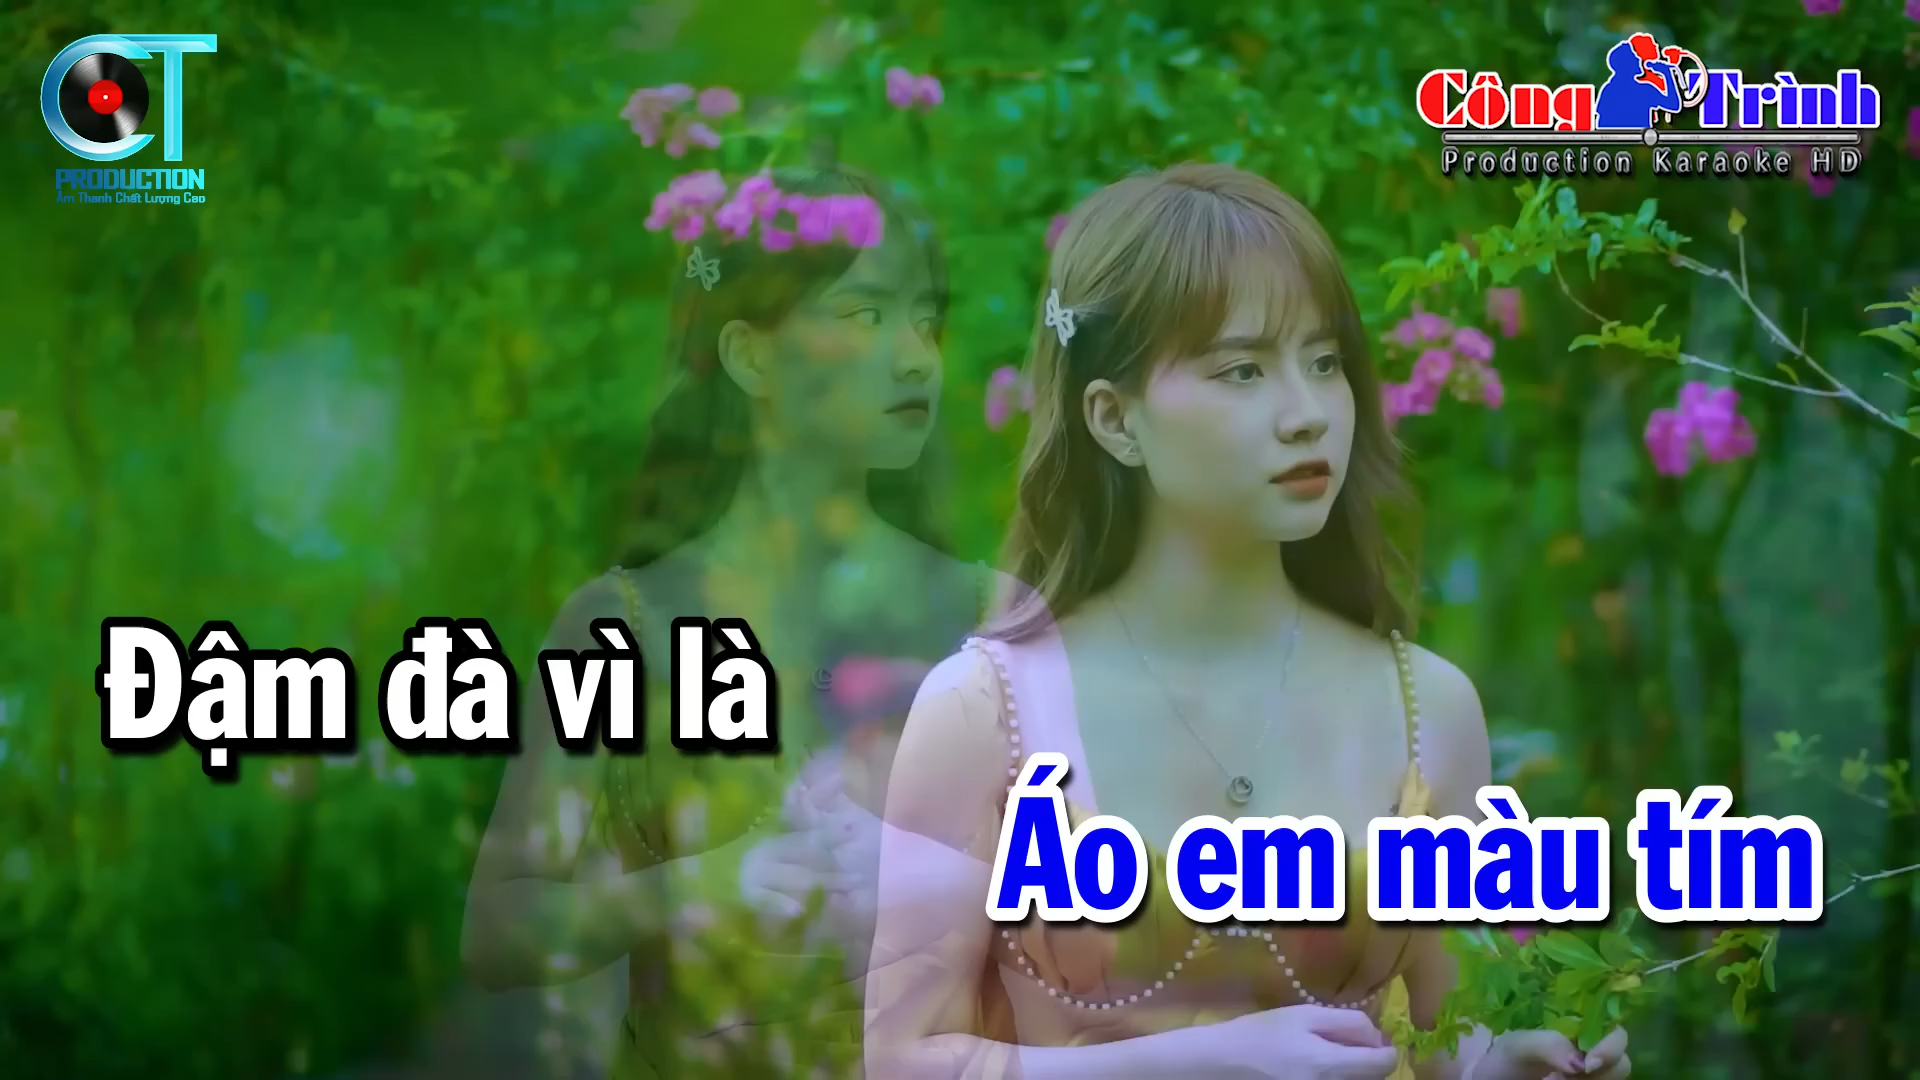 CT
PRODUCTION
Âm Thanh Chất Lượng Cao
Công Trình
Production Karaoke HD
Đậm đà vì là
Áo em màu tím